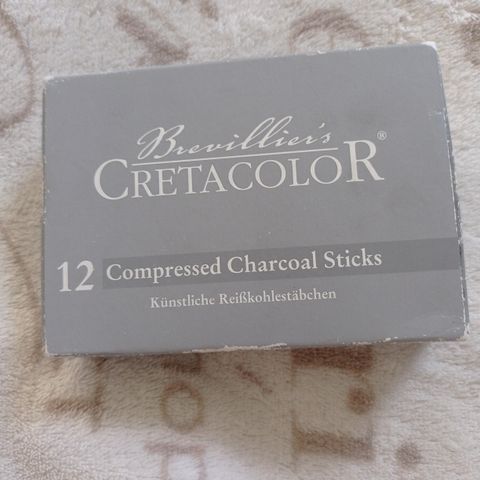 Brevillier's
CRETACOLOR®
12 Compressed Charcoal Sticks
Künstliche Reißkohlestäbchen